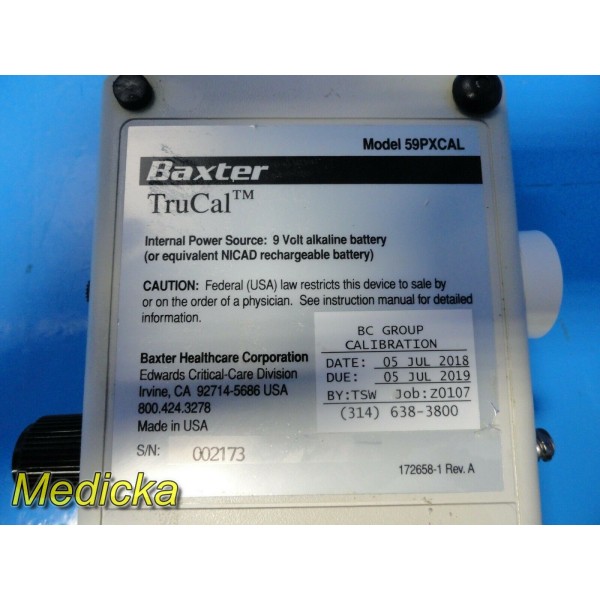 Model 59PXCAL
Baxter
TruCal™
Internal Power Source: 9 Volt alkaline battery
(or equivalent NICAD rechargeable battery)
CAUTION: Federal (USA) law restricts this device to sale by
or on the order of a physician. See instruction manual for detailed
information.
Baxter Healthcare Corporation
Edwards Critical-Care Division
Irvine, CA 92714-5686 USA
800.424.3278
Made in USA
S/N: 002173
BC GROUP
CALIBRATION
DATE: 05 JUL 2018
DUE: 05 JUL 2019
BY:TSW Job:Z0107
(314) 638-3800
172658-1 Rev. A
Medicka